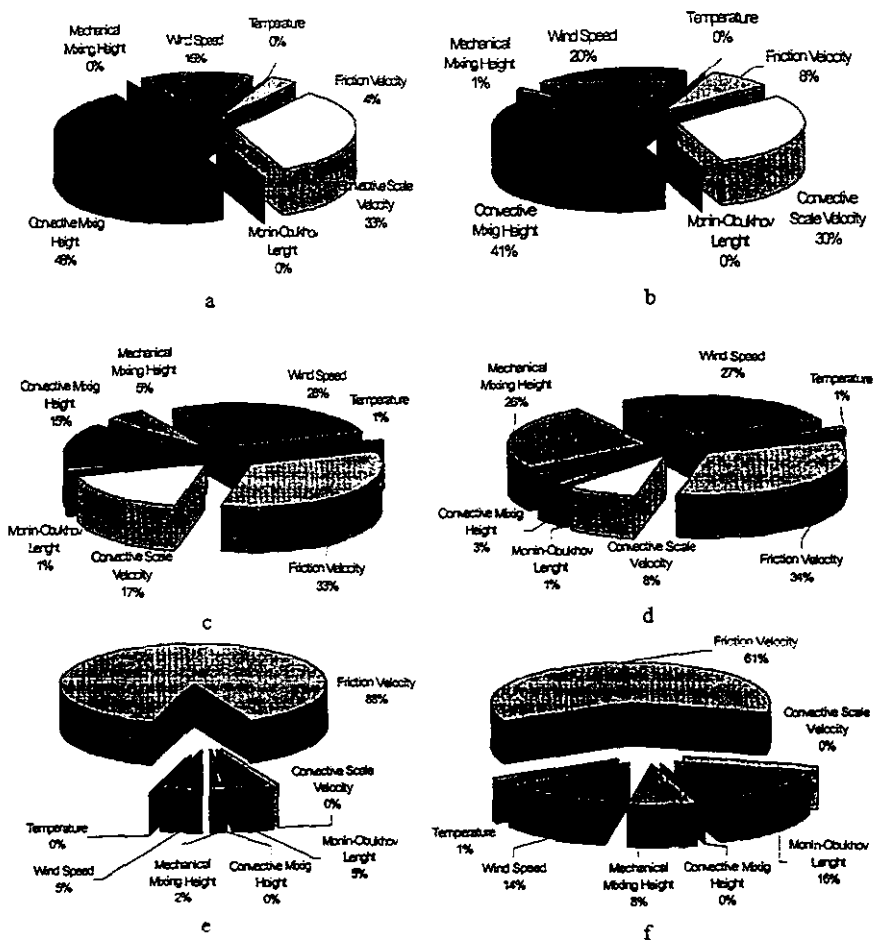 Mechanical
Mixing Height
0%
Wind Speed
15%
Temperature
0%
Friction Velocity
4%
Convective Scale
Velocity
33%
Monin-Obukhov
Lenght
0%
Convective Mixig
Height
48%
a
Mechanical
Mixing Height
1%
Wind Speed
20%
Temperature
0%
Friction Velocity
8%
Convective
Scale Velocity
30%
Monin-Obukhov
Lenght
0%
Convective
Mixig Height
41%
b
Convective Mixig
Height
15%
Mechanical
Mixing Height
5%
Wind Speed
28%
Temperature
1%
Friction Velocity
33%
Convective Scale
Velocity
17%
Monin-Obukhov
Lenght
1%
c
Mechanical
Mixing Height
26%
Wind Speed
27%
Temperature
1%
Friction Velocity
34%
Convective Scale
Velocity
8%
Monin-Obukhov
Lenght
1%
Convective Mixig
Height
3%
d
Friction Velocity
88%
Convective Scale
Velocity
0%
Monin-Obukhov
Lenght
5%
Convective Mixig
Height
0%
Mechanical
Mixing Height
2%
Wind Speed
5%
Temperature
0%
e
Friction Velocity
61%
Convective Scale
Velocity
0%
Monin-Obukhov
Lenght
16%
Convective Mixig
Height
0%
Mechanical
Mixing Height
8%
Wind Speed
14%
Temperature
1%
f